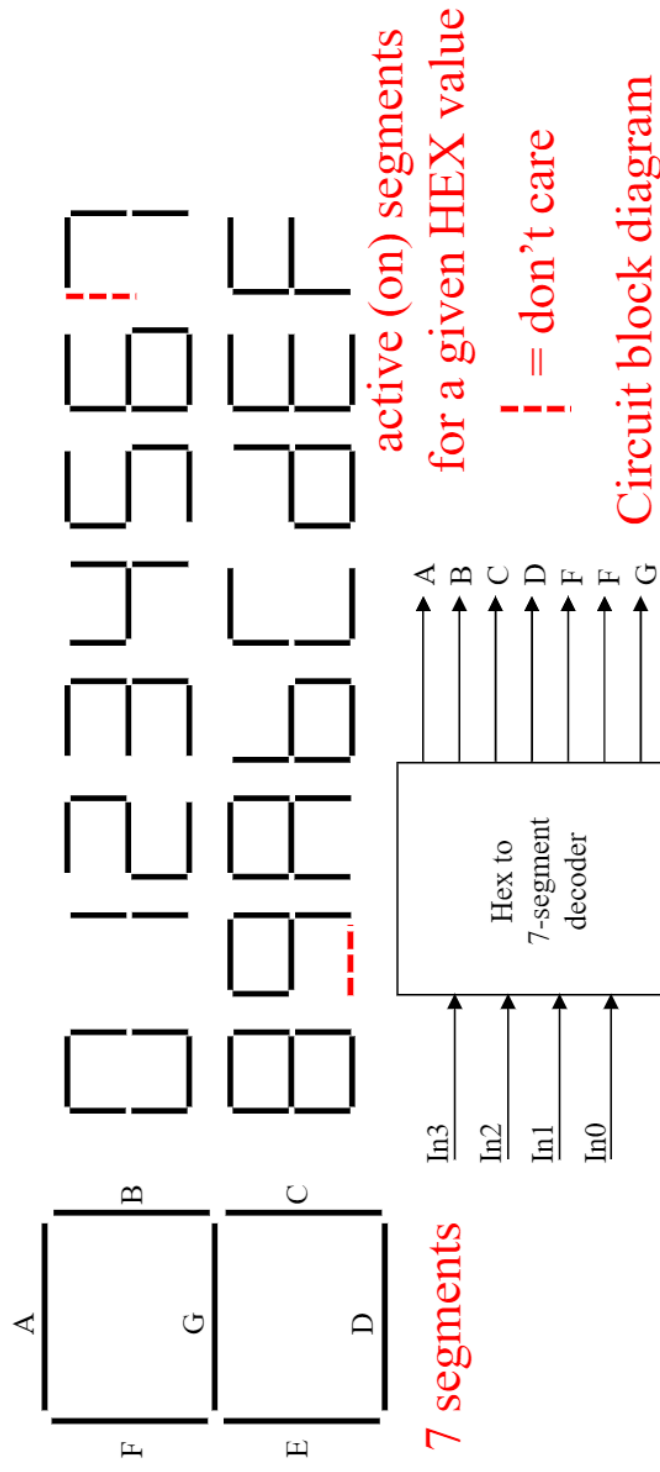 A
F
B
G
E
C
D
7 segments
active (on) segments
for a given HEX value
= don't care
In3
In2
In1
In0
Hex to
7-segment
decoder
A
B
C
D
F
F
G
Circuit block diagram